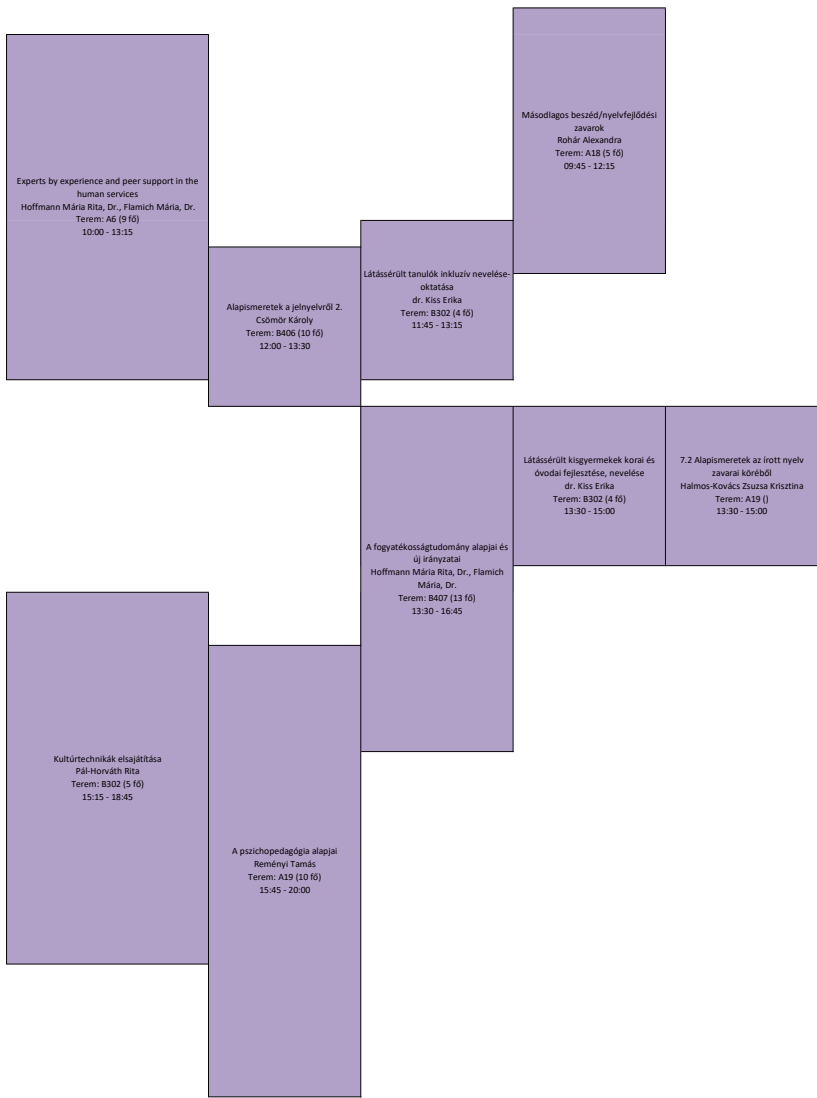 Másodlagos beszéd/nyelvfejlődési
zavarok
Rohár Alexandra
Terem: A18 (5 fő)
09:45 - 12:15
Experts by experience and peer support in the
human services
Hoffmann Mária Rita, Dr., Flamich Mária, Dr.
Terem: A6 (9 fő)
10:00 - 13:15
Látássérült tanulók inkluzív nevelése-
oktatása
dr. Kiss Erika
Terem: B302 (4 fő)
11:45 - 13:15
Alapismeretek a jelnyelvről 2.
Csömör Károly
Terem: B406 (10 fő)
12:00 - 13:30
A fogyatékosságtudomány alapjai és
új irányzatai
Hoffmann Mária Rita, Dr., Flamich
Mária, Dr.
Terem: B407 (13 fő)
13:30 - 16:45
Látássérült kisgyermekek korai és
óvodai fejlesztése, nevelése
dr. Kiss Erika
Terem: B302 (4 fő)
13:30 - 15:00
7.2 Alapismeretek az írott nyelv
zavarai köréből
Halmos-Kovács Zsuzsa Krisztina
Terem: A19 ()
13:30 - 15:00
Kultúrtechnikák elsajátítása
Pál-Horváth Rita
Terem: B302 (5 fő)
15:15 - 18:45
A pszichopedagógia alapjai
Reményi Tamás
Terem: A19 (10 fő)
15:45 - 20:00